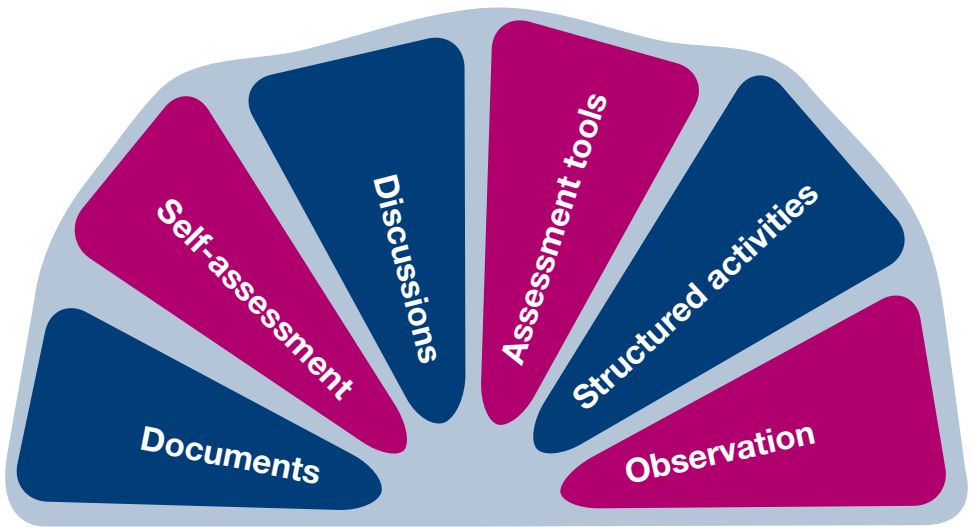 Documents
Self-assessment
Discussions
Assessment tools
Structured activities
Observation